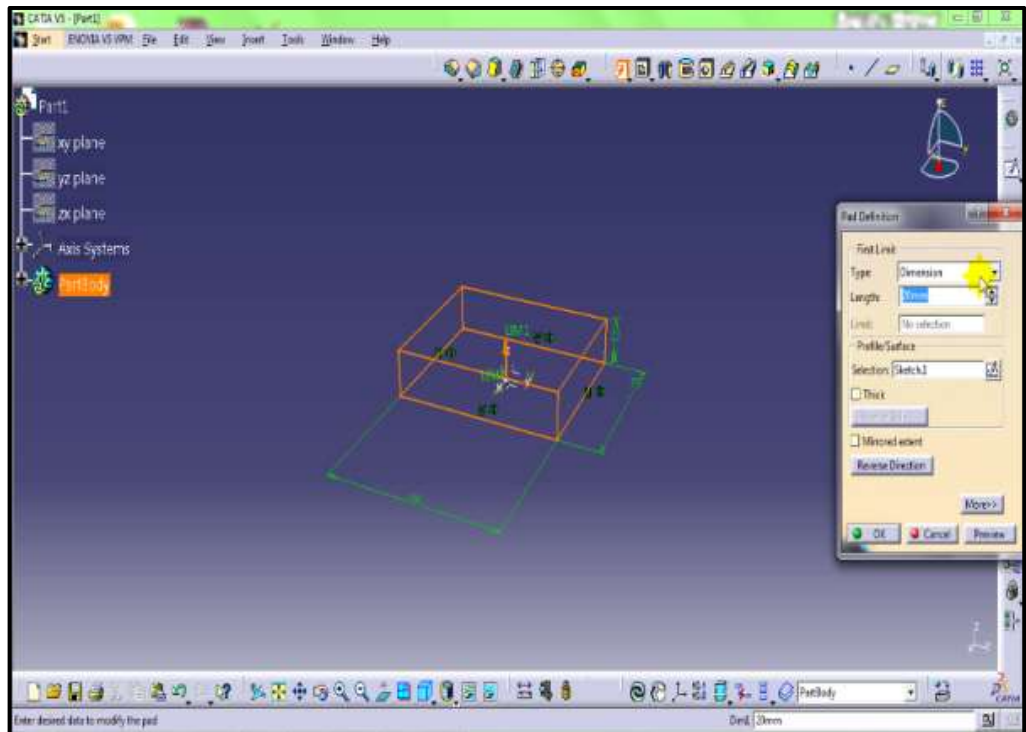 CATIA V5 - [Part1]
Start ENOVIA V5 VPM File Edit View Insert Tools Window Help
Part1
xy plane
yz plane
zx plane
Axis Systems
PartBody
LIM1
Pad Definition
First Limit
Type: Dimension
Length: 20mm
Limit: No selection
Profile/Surface
Selection: Sketch.1
Thick
Mirrored extent
Reverse Direction
More>>
OK Cancel Preview
PartBody
CATIA
Enter desired data to modify the pad
20mm